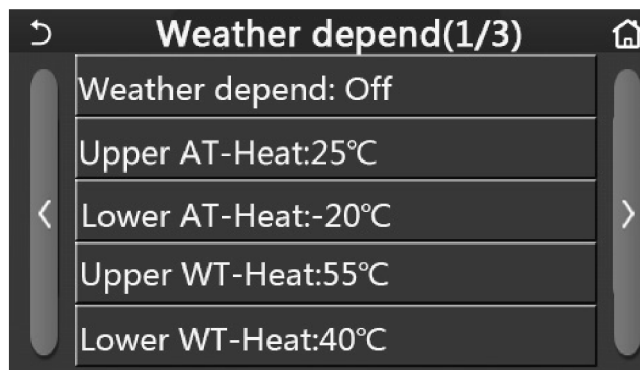 Weather depend(1/3)
Weather depend: Off
Upper AT-Heat:25℃
Lower AT-Heat:-20℃
Upper WT-Heat:55℃
Lower WT-Heat:40℃